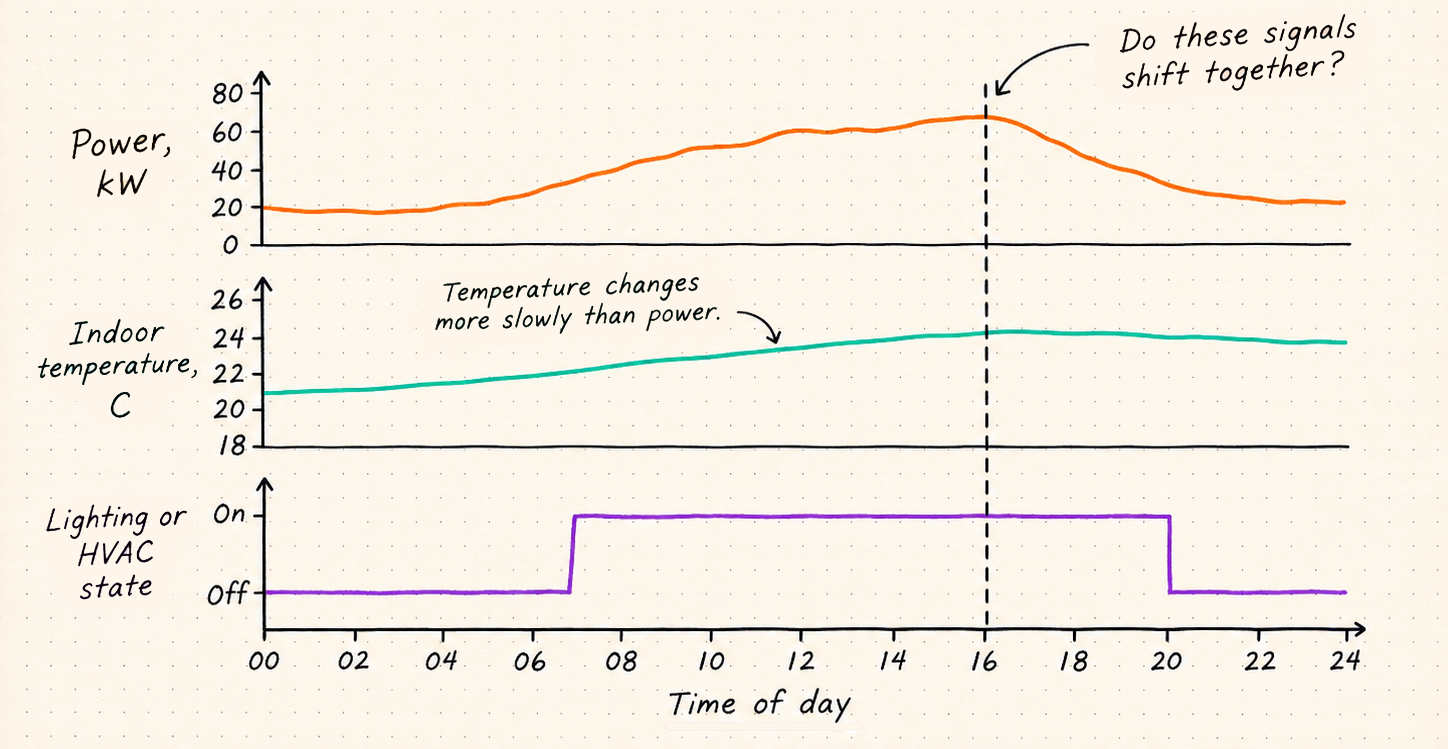 Do these signals
shift together?
Power,
kW
80
60
40
20
0
Temperature changes
more slowly than power.
Indoor
temperature,
C
26
24
22
20
18
Lighting or
HVAC
state
On
Off
00 02 04 06 08 10 12 14 16 18 20 22 24
Time of day